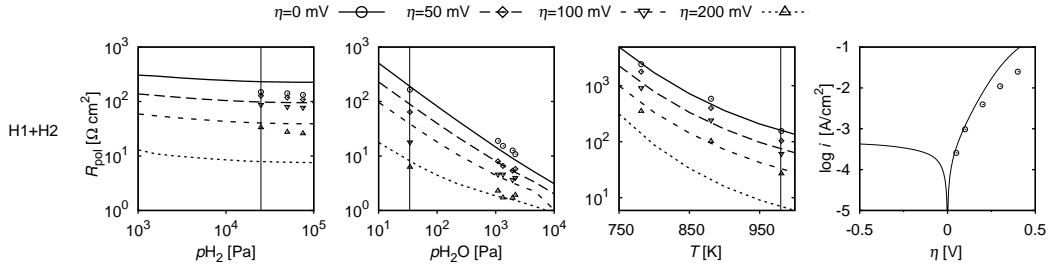 η=0 mV η=50 mV η=100 mV η=200 mV
H1+H2
R_pol [Ω cm²]
10³
10²
10¹
10⁰
10³ 10⁴ 10⁵
pH₂ [Pa]
10³
10²
10¹
10⁰
10¹ 10² 10³ 10⁴
pH₂O [Pa]
10³
10²
10¹
750 850 950
T [K]
log i [A/cm²]
-1
-2
-3
-4
-5
-0.5 0 0.5
η [V]